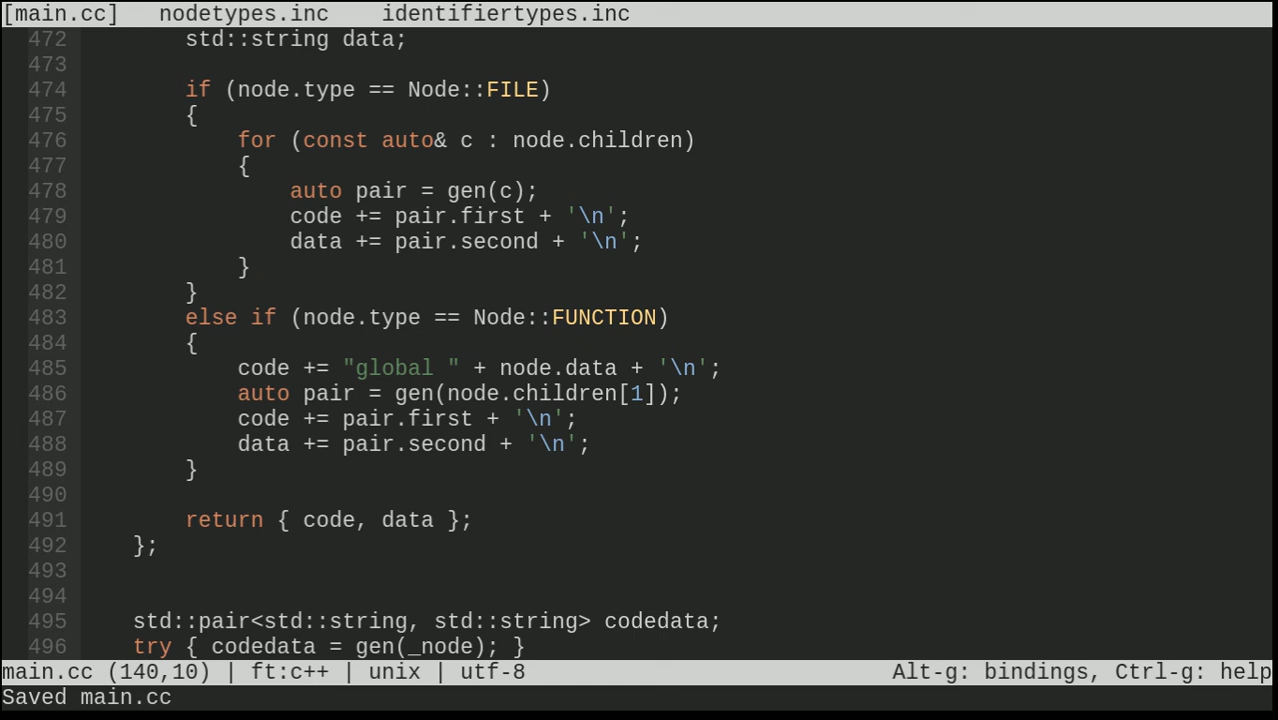 [main.cc]   nodetypes.inc    identifiertypes.inc
472         std::string data;
473
474         if (node.type == Node::FILE)
475         {
476             for (const auto& c : node.children)
477             {
478                 auto pair = gen(c);
479                 code += pair.first + '\n';
480                 data += pair.second + '\n';
481             }
482         }
483         else if (node.type == Node::FUNCTION)
484         {
485             code += "global " + node.data + '\n';
486             auto pair = gen(node.children[1]);
487             code += pair.first + '\n';
488             data += pair.second + '\n';
489         }
490
491         return { code, data };
492     };
493
494
495     std::pair<std::string, std::string> codedata;
496     try { codedata = gen(_node); }
main.cc (140,10) | ft:c++ | unix | utf-8    Alt-g: bindings, Ctrl-g: help
Saved main.cc